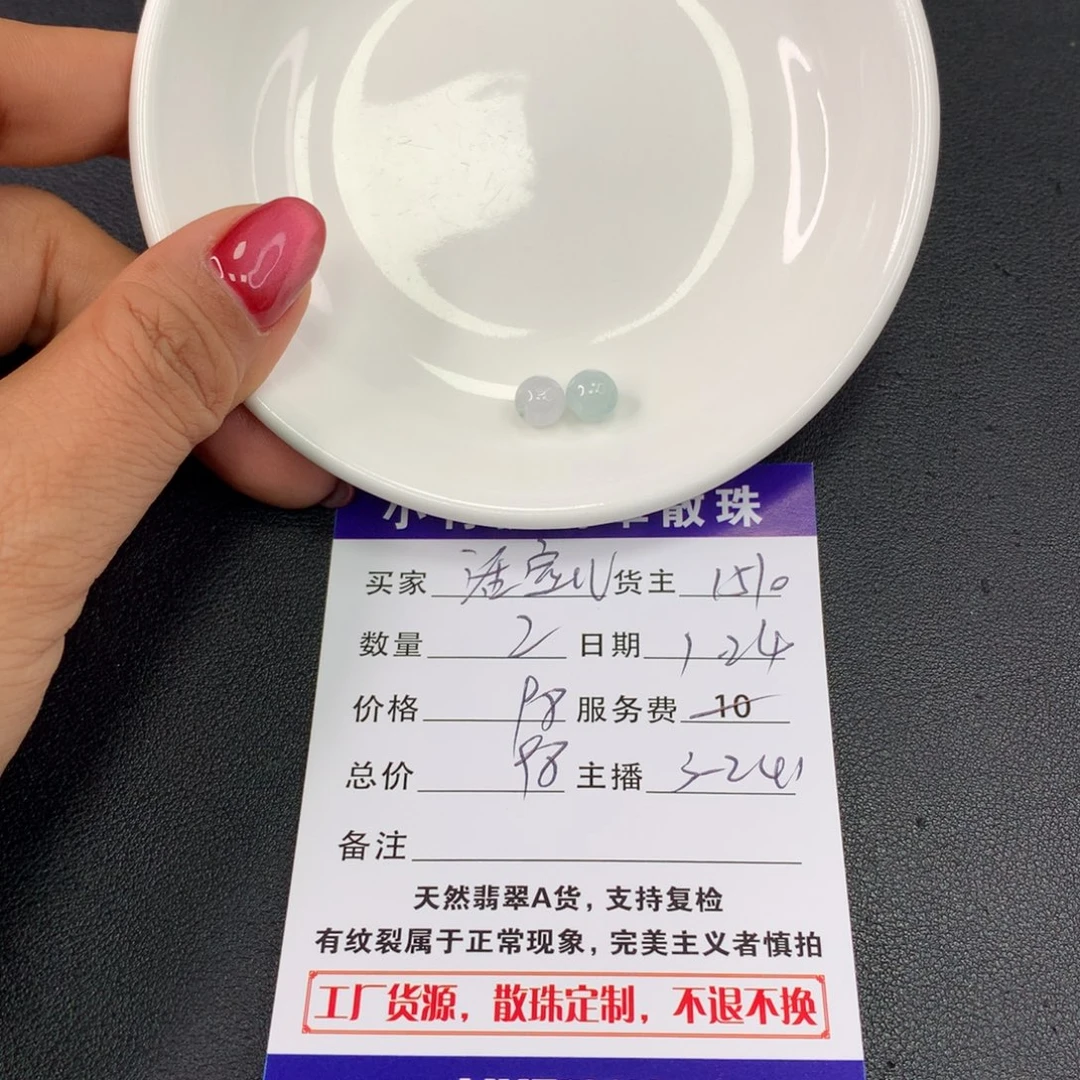 散珠
买家 货主 1510
数量 2 日期 1.24
价格 98 服务费 10
总价 98 主播
备注
天然翡翠A货，支持复检
有纹裂属于正常现象，完美主义者慎拍
工厂货源，散珠定制，不退不换